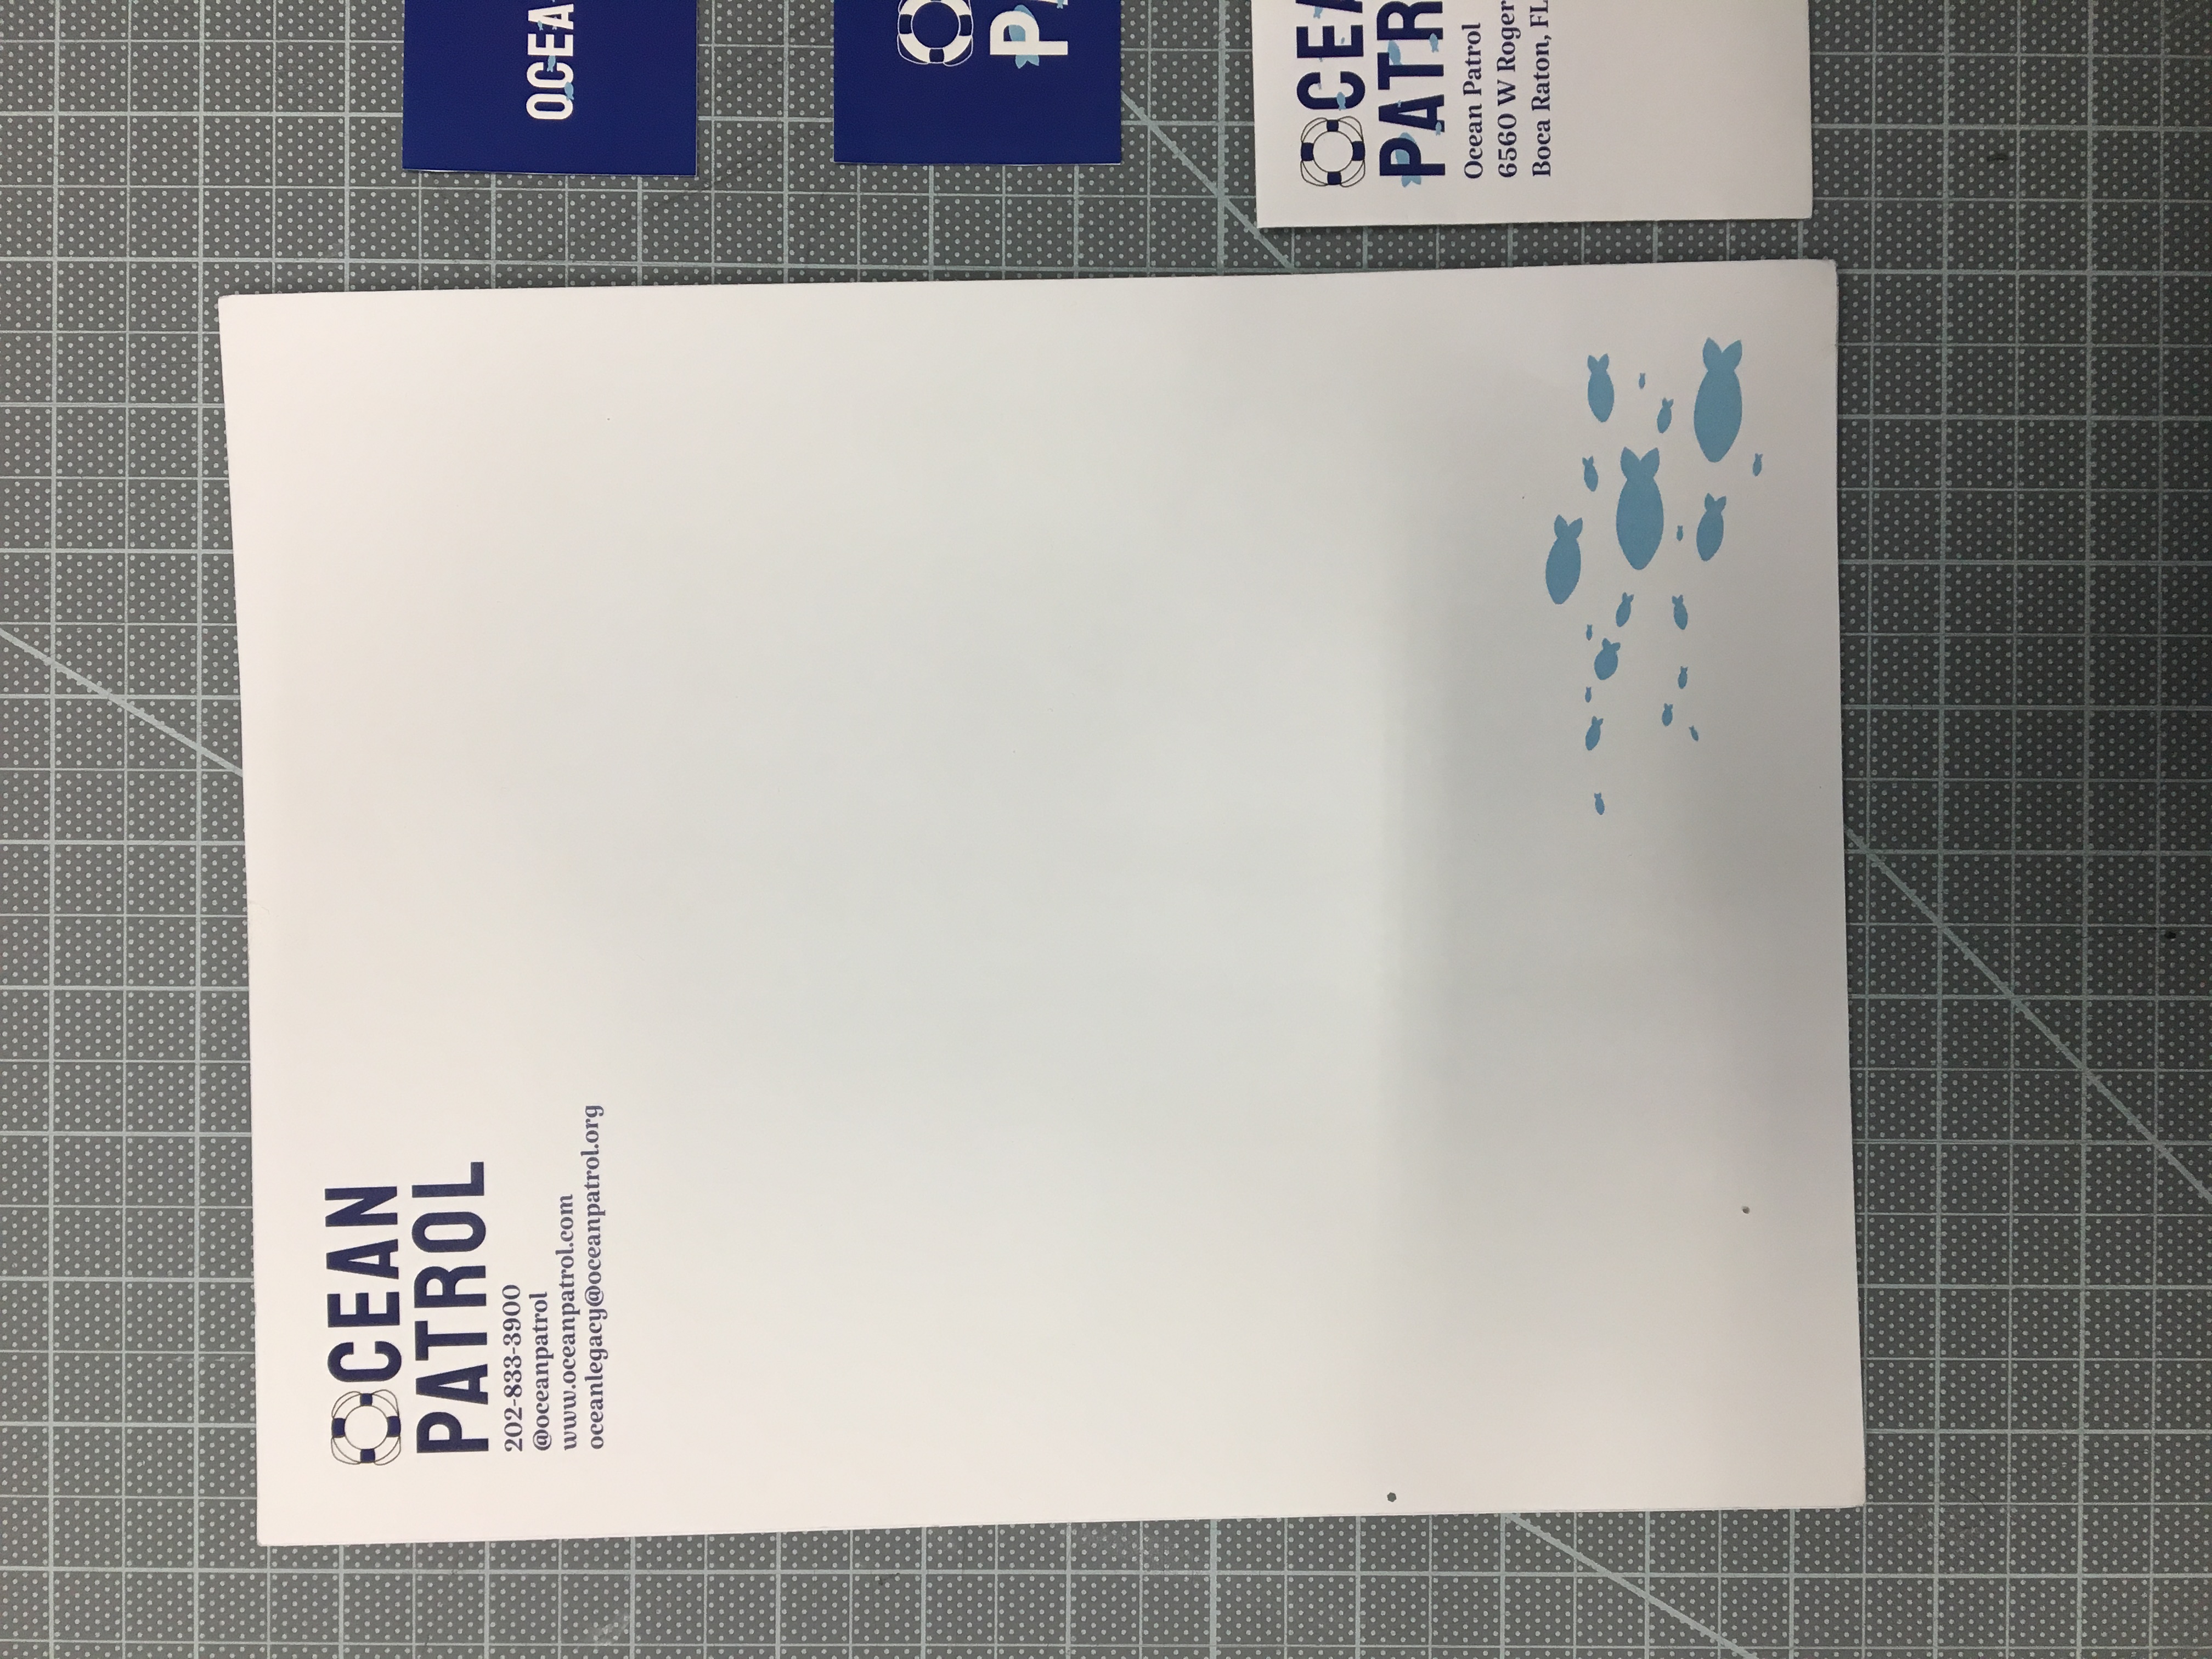 OCEAN
PATROL
202-833-3900
@oceanpatrol
www.oceanpatrol.com
oceanlegacy@oceanpatrol.org
OCEA
O
P
OCEA
PATR
Ocean Patrol
6560 W Roger
Boca Raton, FL